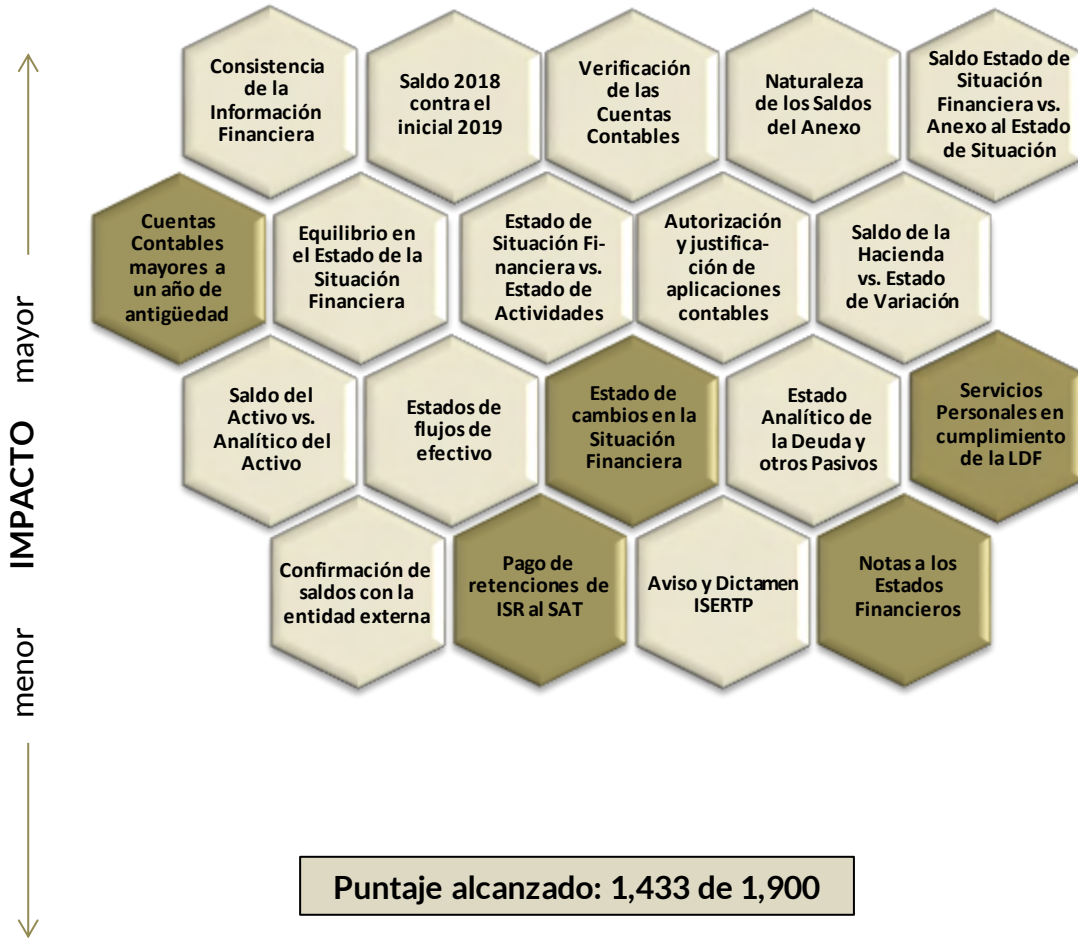 Consistencia
de la
Información
Financiera
Saldo 2018
contra el
inicial 2019
Verificación
de las
Cuentas
Contables
Naturaleza
de los Saldos
del Anexo
Saldo Estado de
Situación
Financiera vs.
Anexo al Estado
de Situación
Cuentas
Contables
mayores a
un año de
antigüedad
Equilibrio en
el Estado de la
Situación
Financiera
Estado de
Situación Fi-
nanciera vs.
Estado de
Actividades
Autorización
y justifica-
ción de
aplicaciones
contables
Saldo de la
Hacienda
vs. Estado
de Variación
Saldo del
Activo vs.
Analítico del
Activo
Estados de
flujos de
efectivo
Estado de
cambios en la
Situación
Financiera
Estado
Analítico de
la Deuda y
otros Pasivos
Servicios
Personales en
cumplimiento
de la LDF
Confirmación de
saldos con la
entidad externa
Pago de
retenciones de
ISR al SAT
Aviso y Dictamen
ISERTP
Notas a los
Estados
Financieros
menor IMPACTO mayor
Puntaje alcanzado: 1,433 de 1,900